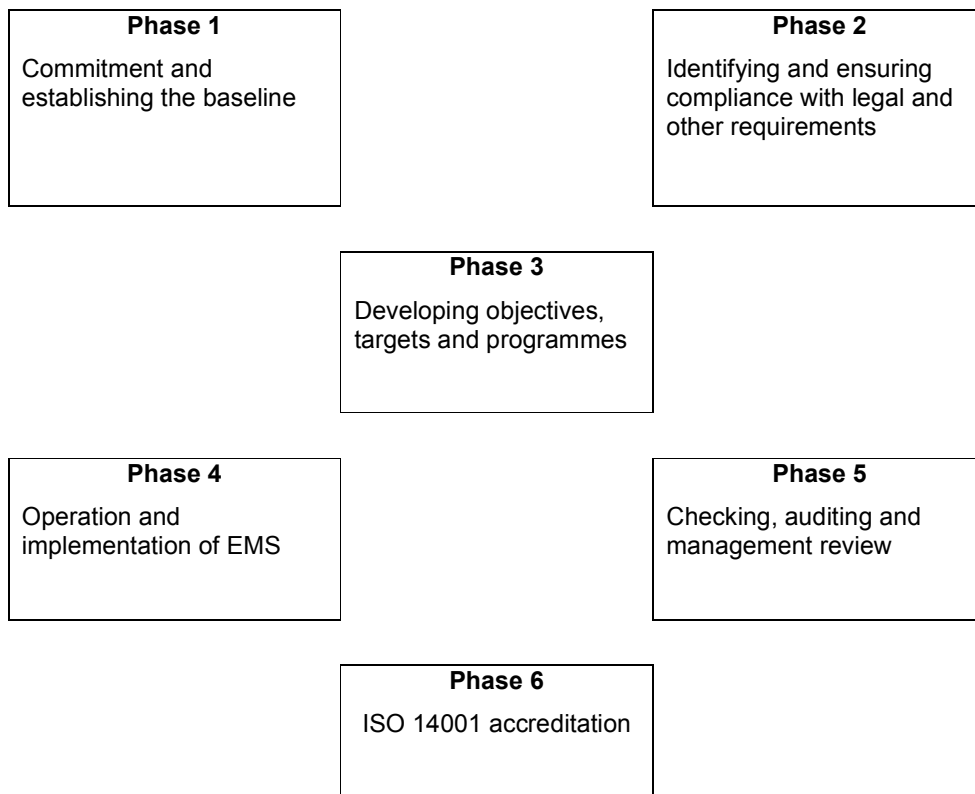 Phase 1
Commitment and
establishing the baseline
Phase 2
Identifying and ensuring
compliance with legal and
other requirements
Phase 3
Developing objectives,
targets and programmes
Phase 4
Operation and
implementation of EMS
Phase 5
Checking, auditing and
management review
Phase 6
ISO 14001 accreditation